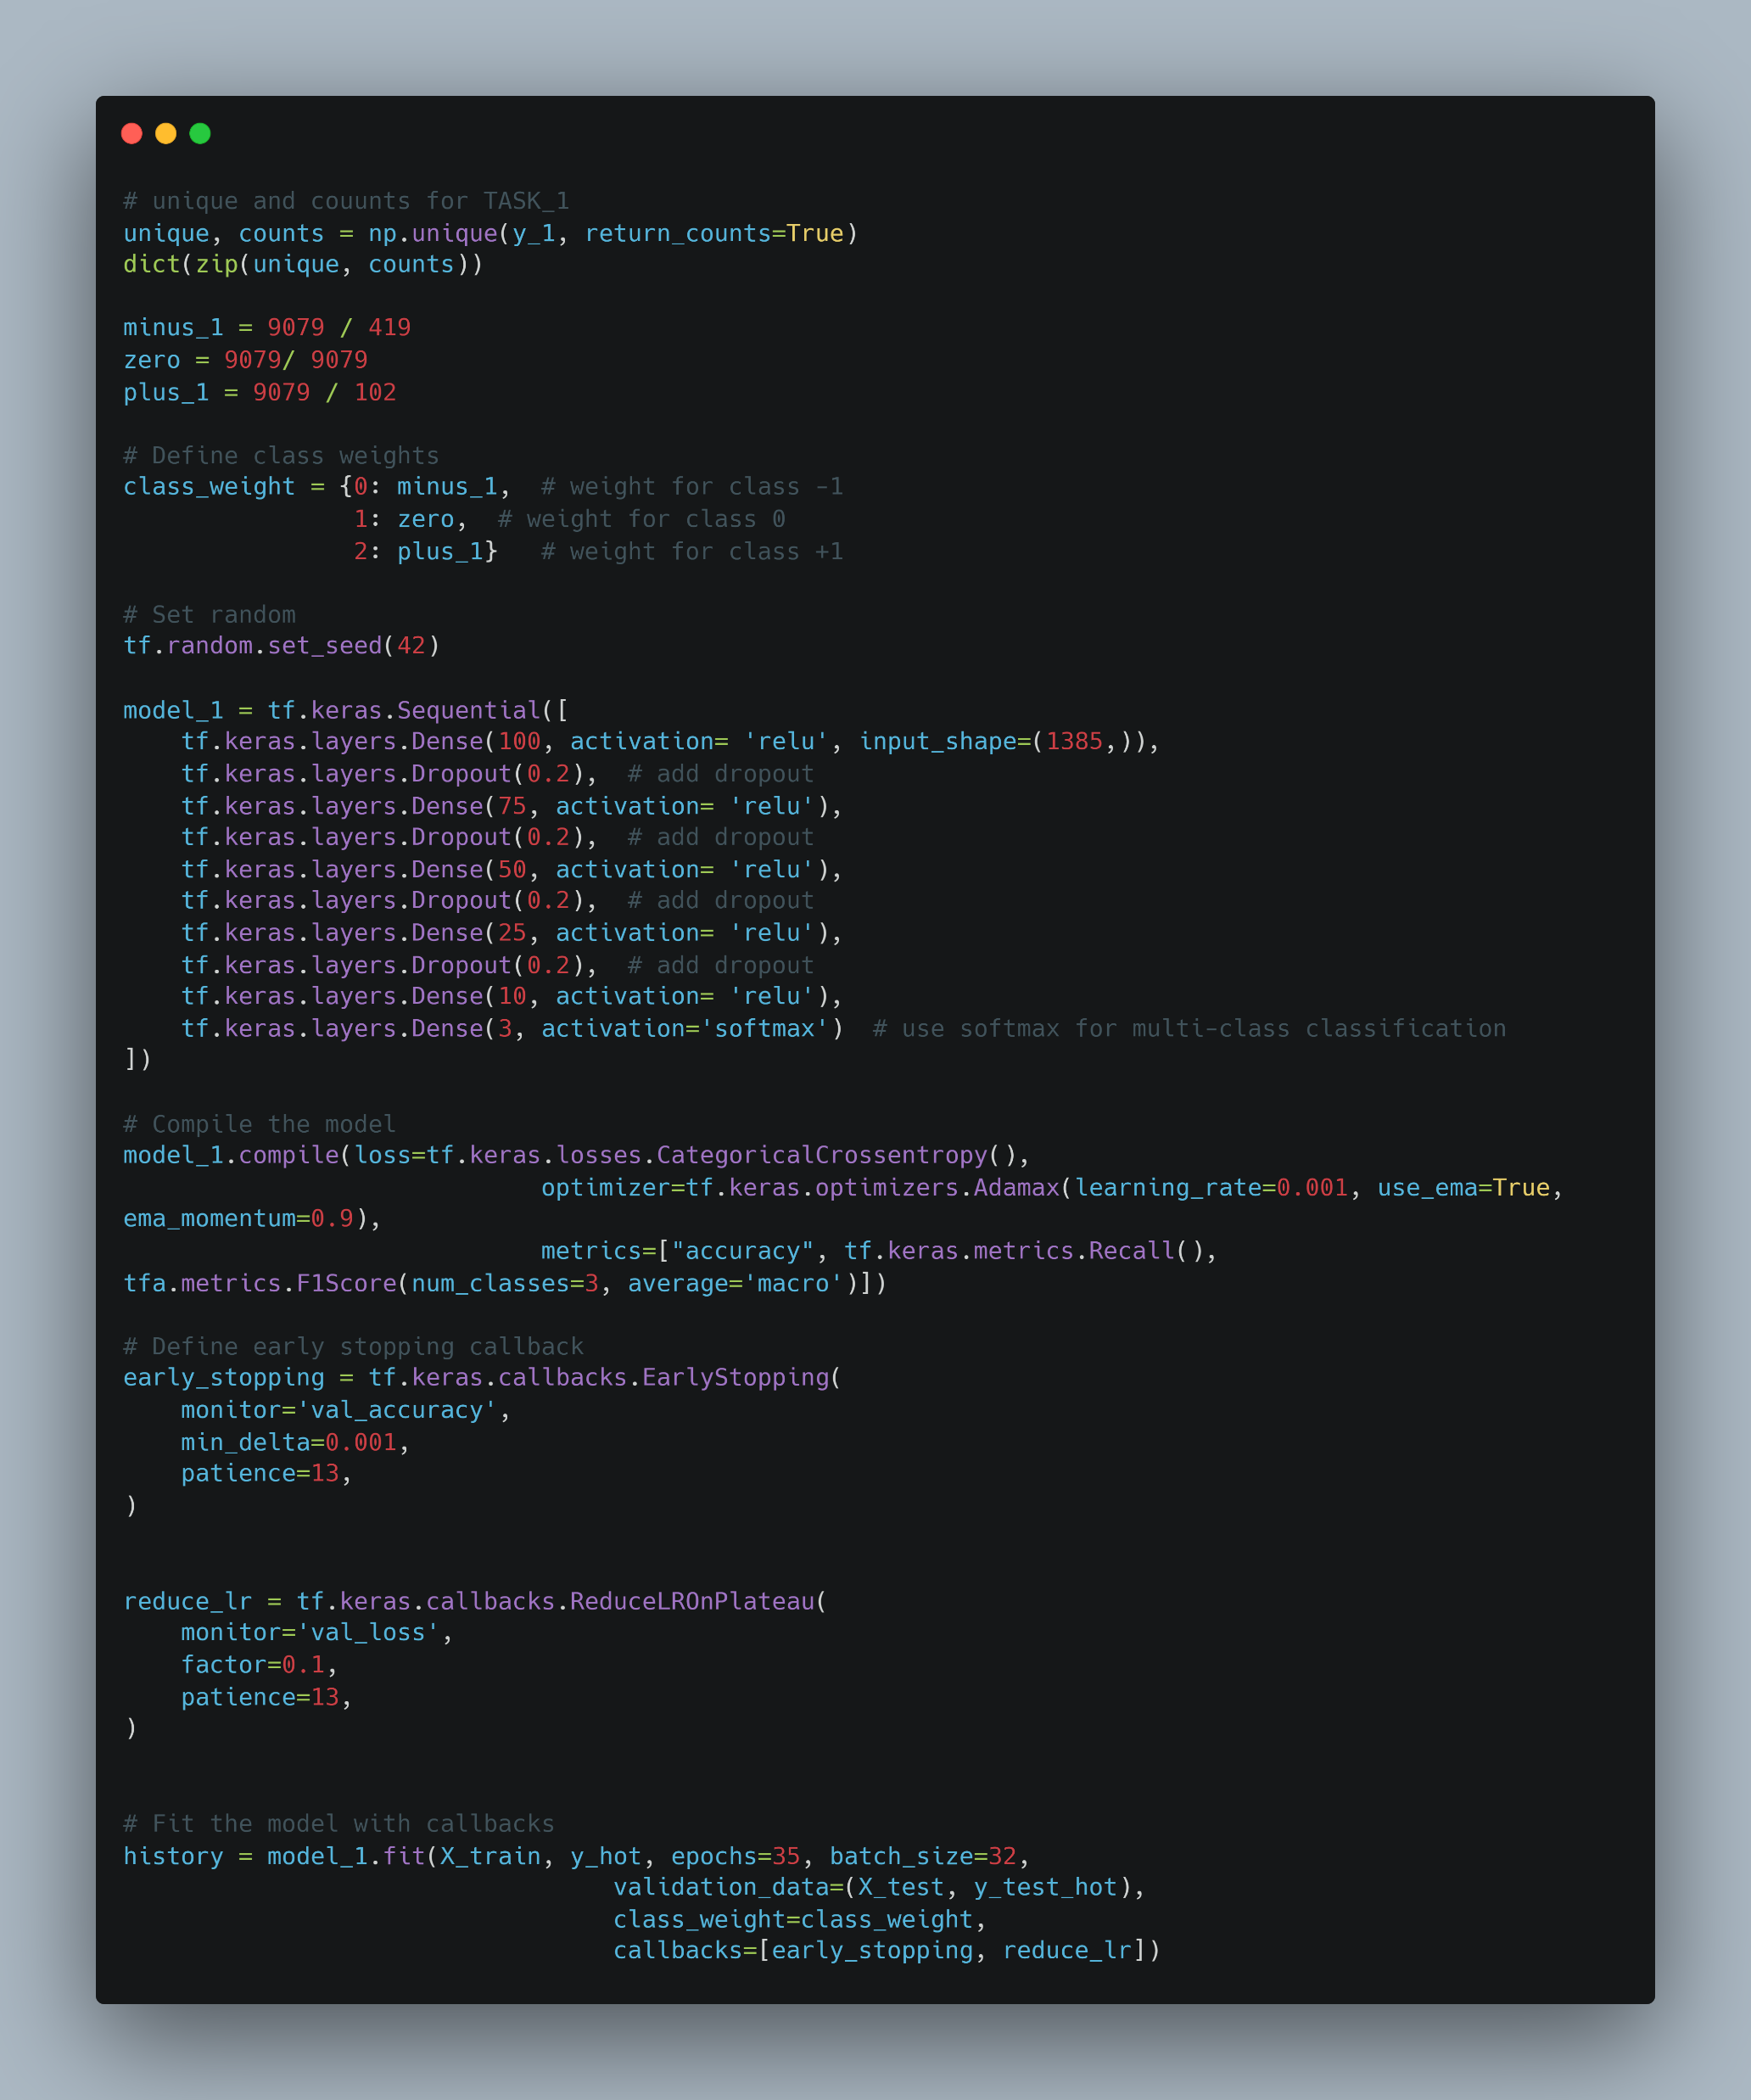 # unique and couunts for TASK_1
unique, counts = np.unique(y_1, return_counts=True)
dict(zip(unique, counts))

minus_1 = 9079 / 419
zero = 9079/ 9079
plus_1 = 9079 / 102

# Define class weights
class_weight = {0: minus_1,  # weight for class -1
                1: zero,  # weight for class 0
                2: plus_1}   # weight for class +1

# Set random
tf.random.set_seed(42)

model_1 = tf.keras.Sequential([
    tf.keras.layers.Dense(100, activation= 'relu', input_shape=(1385,)),
    tf.keras.layers.Dropout(0.2),  # add dropout
    tf.keras.layers.Dense(75, activation= 'relu'),
    tf.keras.layers.Dropout(0.2),  # add dropout
    tf.keras.layers.Dense(50, activation= 'relu'),
    tf.keras.layers.Dropout(0.2),  # add dropout
    tf.keras.layers.Dense(25, activation= 'relu'),
    tf.keras.layers.Dropout(0.2),  # add dropout
    tf.keras.layers.Dense(10, activation= 'relu'),
    tf.keras.layers.Dense(3, activation='softmax')  # use softmax for multi-class classification
])

# Compile the model
model_1.compile(loss=tf.keras.losses.CategoricalCrossentropy(),
                             optimizer=tf.keras.optimizers.Adamax(learning_rate=0.001, use_ema=True,
ema_momentum=0.9),
                             metrics=["accuracy", tf.keras.metrics.Recall(),
tfa.metrics.F1Score(num_classes=3, average='macro')])

# Define early stopping callback
early_stopping = tf.keras.callbacks.EarlyStopping(
    monitor='val_accuracy',
    min_delta=0.001,
    patience=13,
)


reduce_lr = tf.keras.callbacks.ReduceLROnPlateau(
    monitor='val_loss',
    factor=0.1,
    patience=13,
)


# Fit the model with callbacks
history = model_1.fit(X_train, y_hot, epochs=35, batch_size=32,
                                  validation_data=(X_test, y_test_hot),
                                  class_weight=class_weight,
                                  callbacks=[early_stopping, reduce_lr])